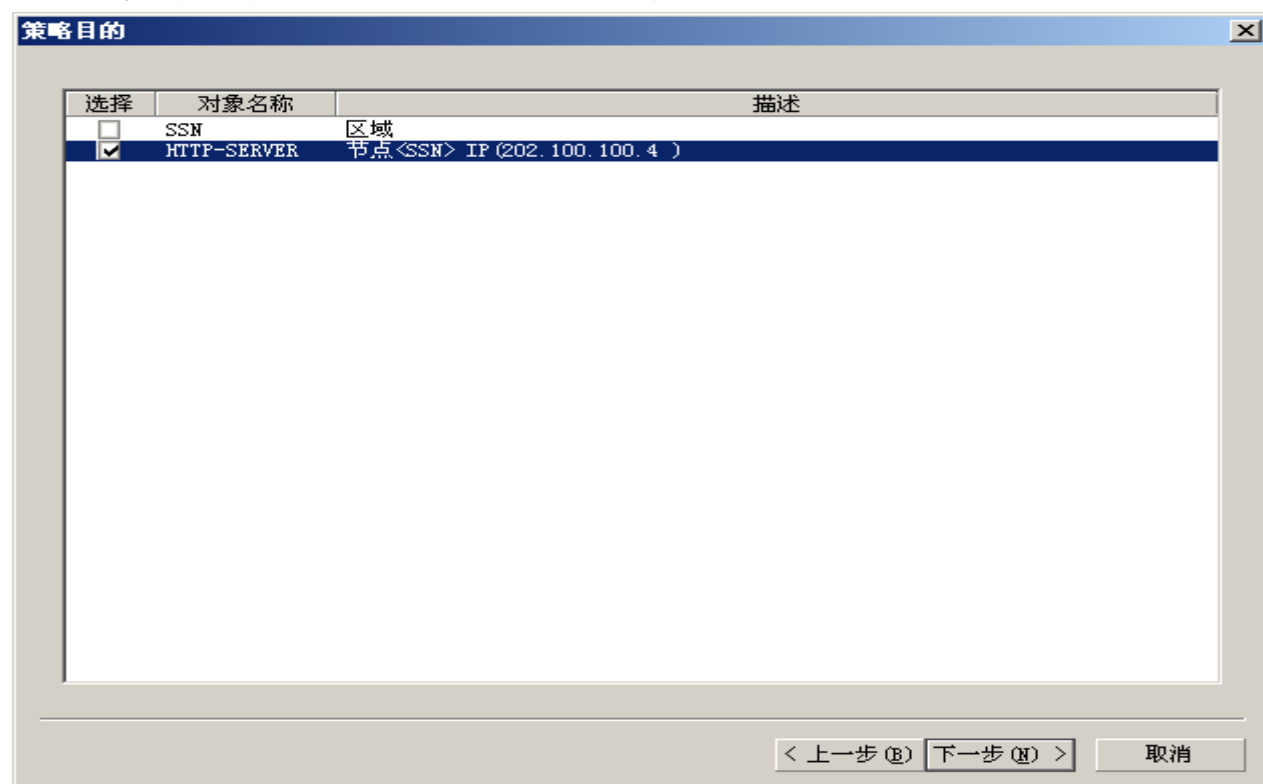 策略目的
选择 对象名称 描述
SSN 区域
HTTP-SERVER 节点<SSN> IP(202.100.100.4 )
< 上一步(B) 下一步(N) > 取消